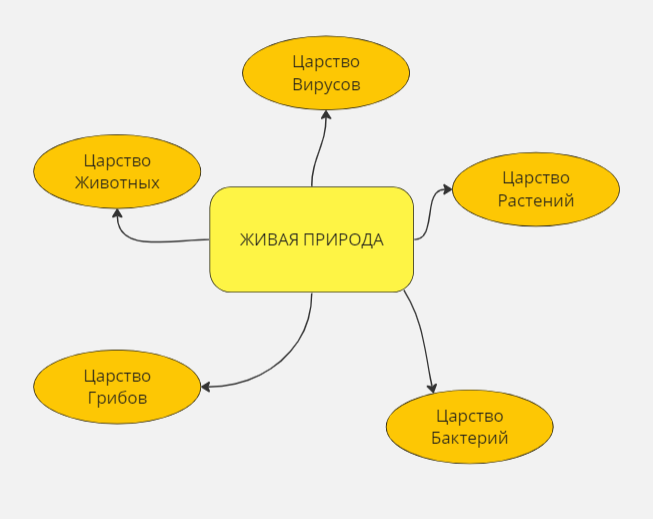 Царство
Вирусов
Царство
Животных
Царство
Растений
ЖИВАЯ ПРИРОДА
Царство
Грибов
Царство
Бактерий